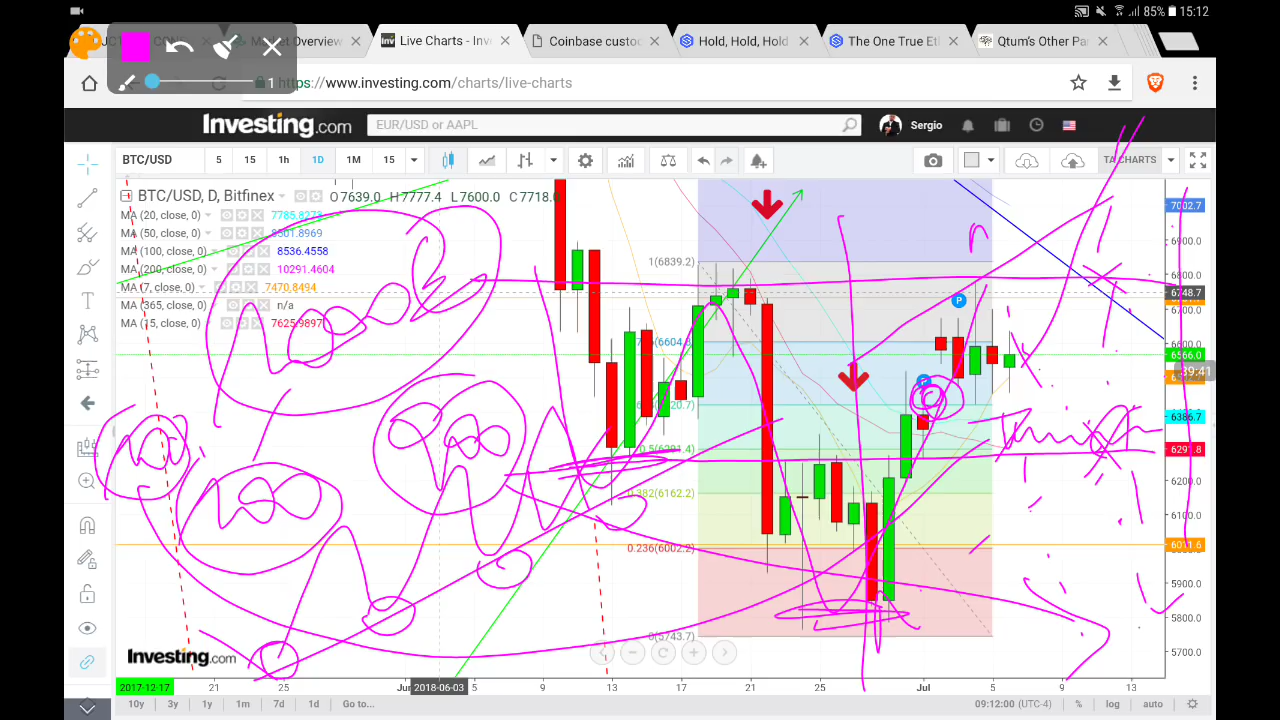 85% 15:12
Market Overview
Live Charts - Inv
Coinbase custo
Hold, Hold, Hol
The One True Et
Qtum's Other Pa
1
https://www.investing.com/charts/live-charts
Investing.com
EUR/USD or AAPL
Sergio
BTC/USD
5
15
1h
1D
1M
15
TA CHARTS
BTC/USD, D, Bitfinex
O7639.0 H7777.4 L7600.0 C7718.0
MA (20, close, 0)
MA (50, close, 0)
MA (100, close, 0) 8536.4558
MA (200, close, 0) 10291.4604
MA (7, close, 0) 7470.8494
MA (365, close, 0) n/a
MA (15, close, 0) 7625.9897
1(6839.2)
0.382(6162.2)
0.236(6002.2)
0(5743.7)
7002.7
6900.0
6800.0
6748.7
6700.0
6600.0
6566.0
39:41
6386.7
6291.8
6200.0
6100.0
6011.6
5900.0
5800.0
5700.0
Investing.com
2017-12-17
21
25
2018-06-03
5
9
13
17
21
25
Jul
5
9
13
10y
3y
1y
1m
7d
1d
Go to...
09:12:00 (UTC-4)
%
log
auto